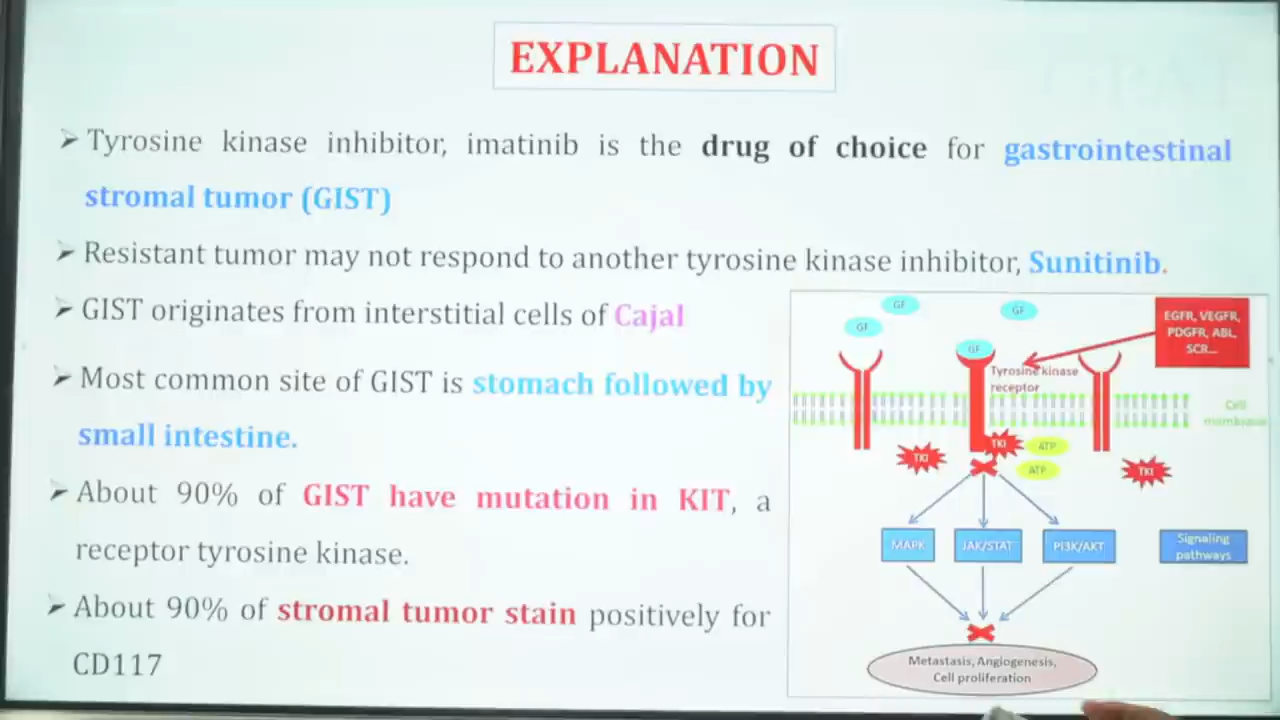 EXPLANATION
➢ Tyrosine kinase inhibitor, imatinib is the drug of choice for gastrointestinal
stromal tumor (GIST)
➢ Resistant tumor may not respond to another tyrosine kinase inhibitor, Sunitinib.
➢ GIST originates from interstitial cells of Cajal
➢ Most common site of GIST is stomach followed by
small intestine.
➢ About 90% of GIST have mutation in KIT, a
receptor tyrosine kinase.
➢ About 90% of stromal tumor stain positively for
CD117
GF
GF
GF
GF
EGFR, VEGFR,
PDGFR, ABL,
SCR...
Tyrosine kinase
receptor
Cell
membrane
TKI
TKI
ATP
ATP
TKI
MAPK
JAK/STAT
PI3K/AKT
Signaling
pathways
Metastasis, Angiogenesis,
Cell proliferation